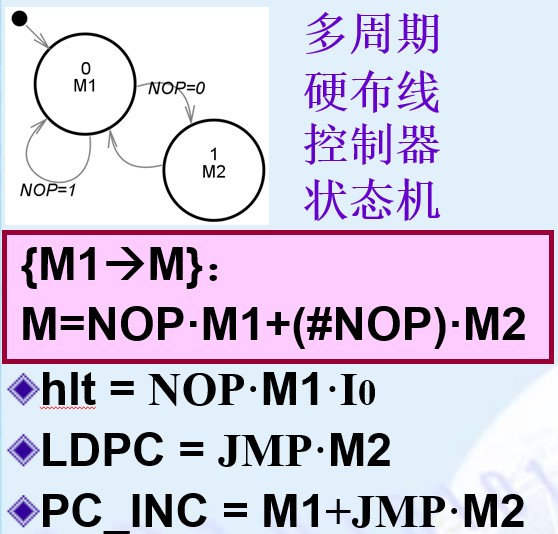 0
M1
NOP=0
1
M2
NOP=1
多周期
硬布线
控制器
状态机
{M1→M}:
M=NOP·M1+(#NOP)·M2
hlt = NOP·M1·I0
LDPC = JMP·M2
PC_INC = M1+JMP·M2